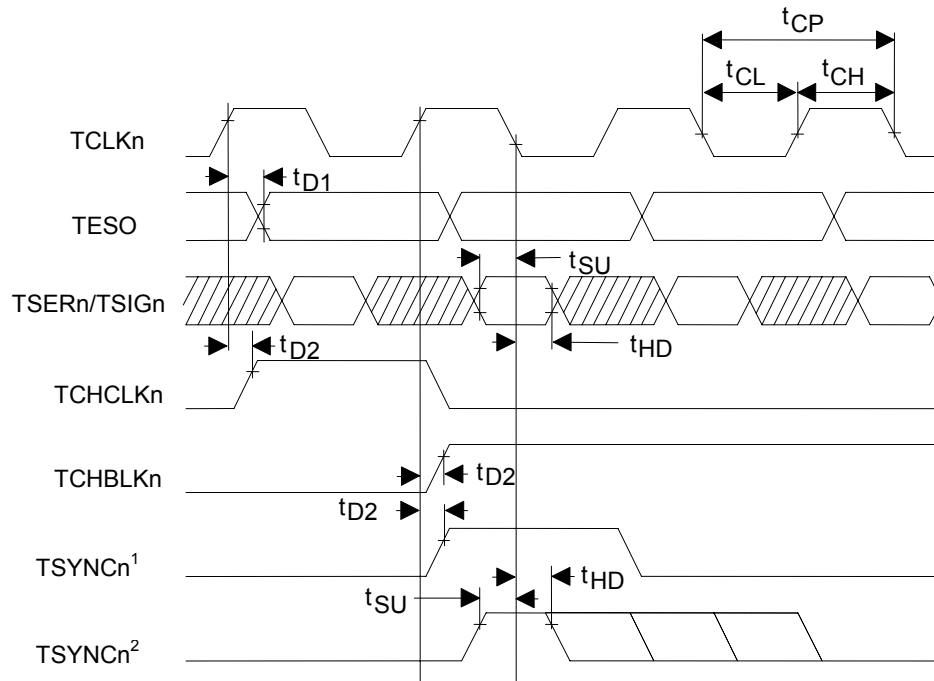 tCP
tCL tCH
TCLKn
tD1
TESO
tSU
TSERn/TSIGn
tD2 tHD
TCHCLKn
TCHBLKn tD2
tD2
TSYNCn¹
tHD
tSU
TSYNCn²